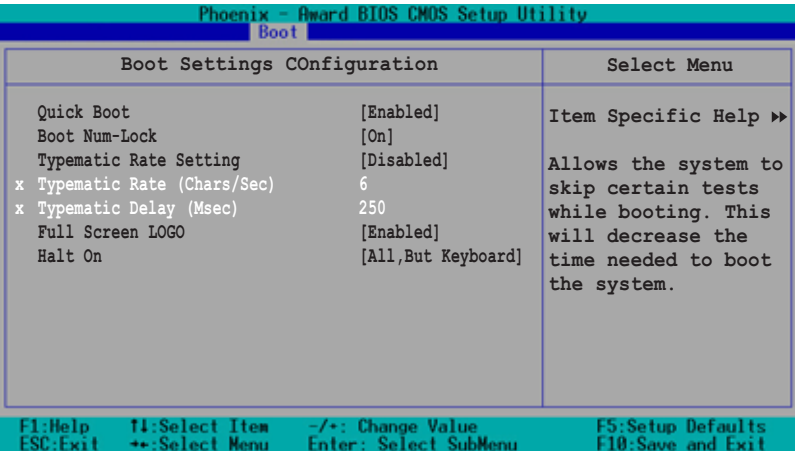 Phoenix - Award BIOS CMOS Setup Utility
Boot
Boot Settings COnfiguration
Select Menu
Quick Boot [Enabled]
Boot Num-Lock [On]
Typematic Rate Setting [Disabled]
x Typematic Rate (Chars/Sec) 6
x Typematic Delay (Msec) 250
Full Screen LOGO [Enabled]
Halt On [All,But Keyboard]
Item Specific Help ▸▸
Allows the system to
skip certain tests
while booting. This
will decrease the
time needed to boot
the system.
F1:Help ↑↓:Select Item -/+: Change Value F5:Setup Defaults
ESC:Exit ↔:Select Menu Enter: Select SubMenu F10:Save and Exit